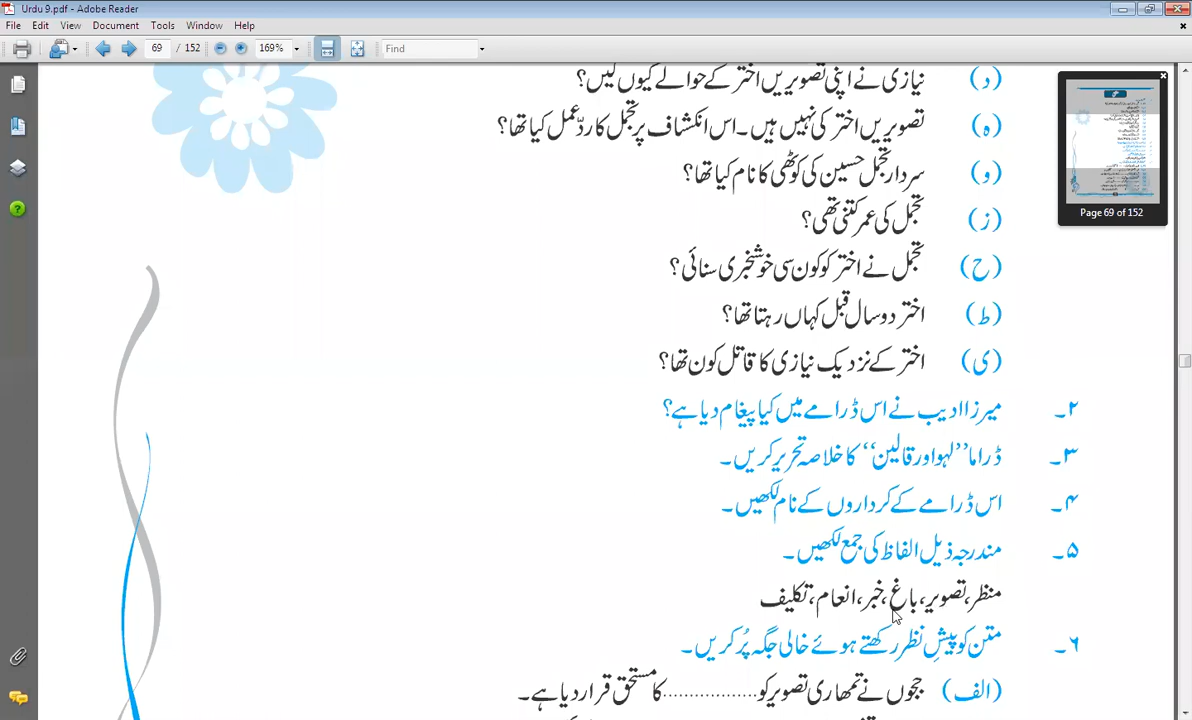 Urdu 9.pdf - Adobe Reader
File Edit View Document Tools Window Help
69 / 152 169% Find
(د) نیازی نے اپنی تصویریں اختر کے حوالے کیوں کیں؟
(ہ) تصویریں اختر کی نہیں ہیں۔ اس انکشاف پر تجمل کا ردِّ عمل کیا تھا؟
(و) سردار تجمل حسین کی کوٹھی کا نام کیا تھا؟
(ز) تجمل کی عمر کتنی تھی؟
(ح) تجمل نے اختر کو کون سی خوشخبری سنائی؟
(ط) اختر دو سال قبل کہاں رہتا تھا؟
(ی) اختر کے نزدیک نیازی کا قاتل کون تھا؟
۲۔ میرزا ادیب نے اس ڈرامے میں کیا پیغام دیا ہے؟
۳۔ ڈراما ’’لہو اور قالین‘‘ کا خلاصہ تحریر کریں۔
۴۔ اس ڈرامے کے کرداروں کے نام لکھیں۔
۵۔ مندرجہ ذیل الفاظ کی جمع لکھیں۔
منظر، تصویر، باغ، خبر، انعام، تکلیف
۶۔ متن کو پیشِ نظر رکھتے ہوئے خالی جگہ پُر کریں۔
(الف) ججوں نے تمھاری تصویر کو ................ کا مستحق قرار دیا ہے۔
Page 69 of 152